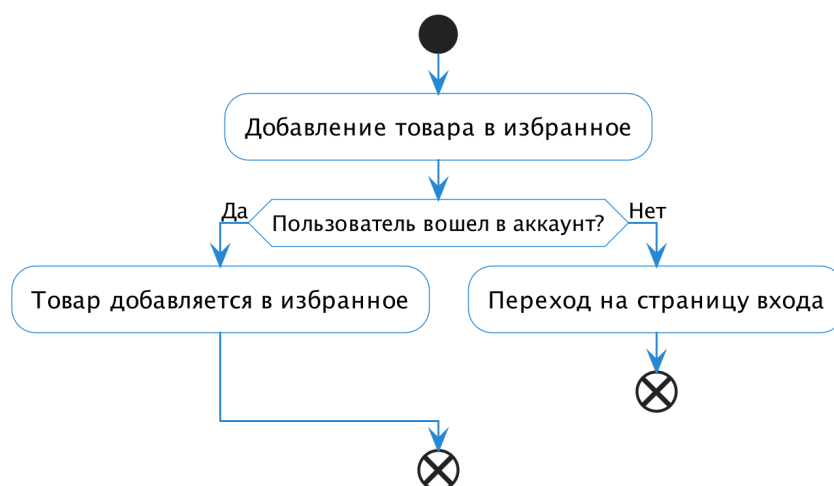 Добавление товара в избранное
Да
Пользователь вошел в аккаунт?
Нет
Товар добавляется в избранное
Переход на страницу входа